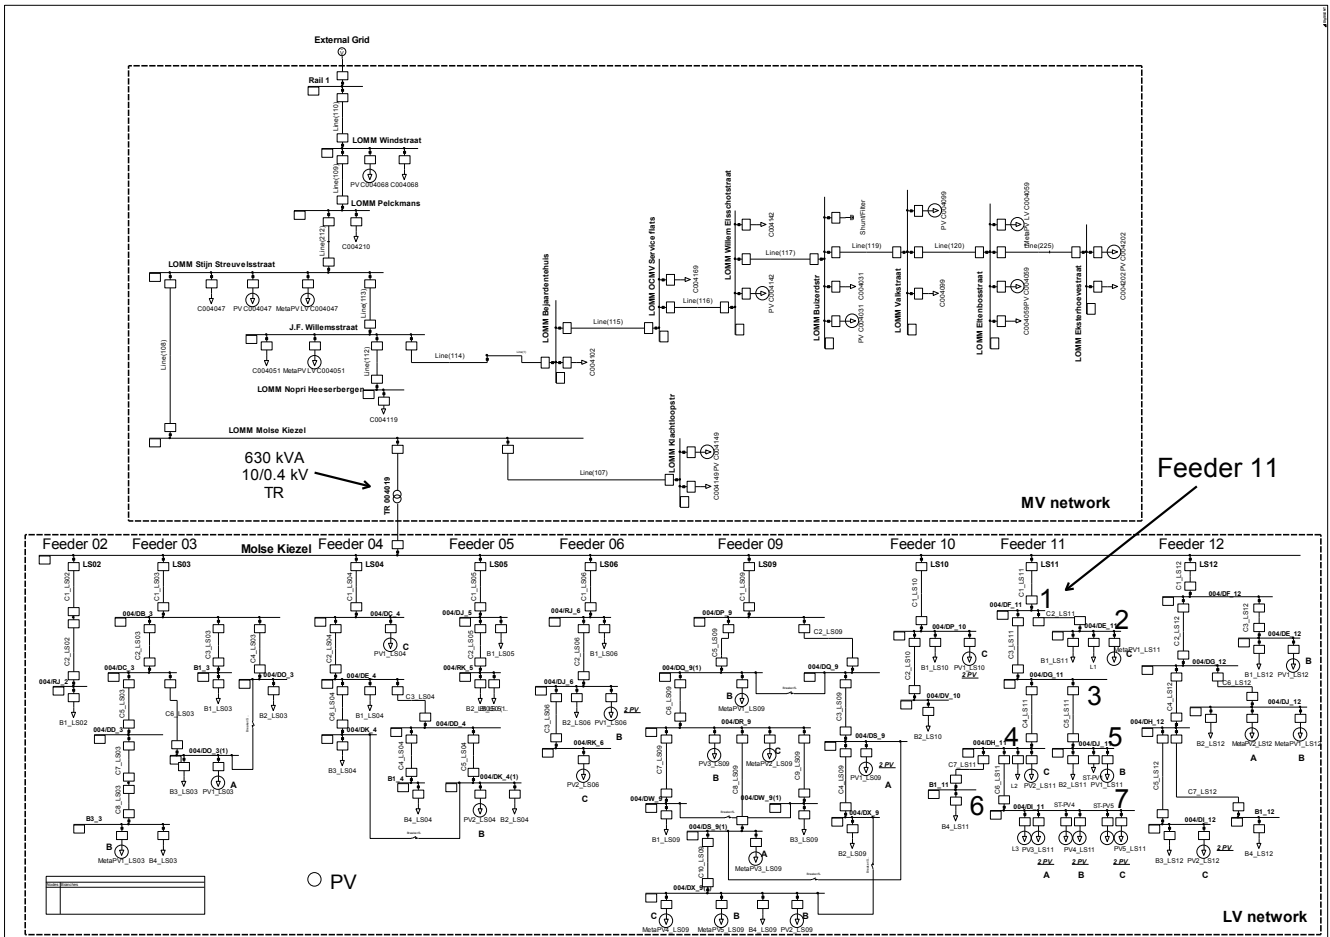 External Grid
Rail 1
Line(110)
LOMM Windstraat
Line(109)
PV C004068
C004068
LOMM Pelckmans
Line(212)
C004210
LOMM Stijn Streuvelsstraat
C004047
PV C004047
MetaPV LV C004047
Line(113)
Line(108)
J.F. Willemsstraat
C004051
MetaPV LV C004051
Line(112)
Line(114)
LOMM Nopri Heeserbergen
C004119
LOMM Bejaardentehuis
C004102
Line(115)
LOMM OCMV Service flats
C004169
Line(116)
LOMM Willem Elsschotstraat
C004142
PV C004142
Line(117)
LOMM Buizerdstr
Shunt/Filter
C004031
PV C004031
Line(119)
LOMM Valkstraat
PV C004099
C004099
Line(120)
LOMM Eltenbosstraat
MetaPV LV C004059
PV C004059
C004059
Line(225)
LOMM Eksterhoevestraat
PV C004202
C004202
LOMM Molse Kiezel
630 kVA
10/0.4 kV
TR
TR 004019
Line(107)
LOMM Klachtloopstr
PV C004149
C004149
MV network
Feeder 11
Feeder 02
Feeder 03
Molse Kiezel
Feeder 04
Feeder 05
Feeder 06
Feeder 09
Feeder 10
Feeder 11
Feeder 12
LS02
LS03
LS04
LS05
LS06
LS09
LS10
LS11
LS12
C1_LS02
C2_LS02
004/RJ_2
B1_LS02
C1_LS03
004/DB_3
C2_LS03
C3_LS03
C4_LS03
004/DC_3
B1_3
004/DO_3
C5_LS03
C6_LS03
B2_LS03
004/DD_3
004/DO_3(1)
C7_LS03
C8_LS03
B3_LS03
PV1_LS03
A
B3_3
B
MetaPV1_LS03
B4_LS03
C1_LS04
004/DC_4
C2_LS04
C
PV1_LS04
004/DE_4
C3_LS04
C6_LS04
B1_LS04
004/DK_4
004/DD_4
B3_LS04
C4_LS04
C5_LS04
B1_4
004/DK_4(1)
B4_LS04
PV2_LS04
B2_LS04
B
C1_LS05
004/DJ_5
C2_LS05
B1_LS05
004/RK_5
C1_LS06
004/RJ_6
C2_LS06
B1_LS06
004/DJ_6
C3_LS06
B2_LS06
PV1_LS06
2 PV
B
004/RK_6
PV2_LS06
C
C1_LS09
004/DP_9
C5_LS09
C2_LS09
004/DQ_9(1)
004/DQ_9
C6_LS09
B
MetaPV1_LS09
C3_LS09
004/DR_9
C7_LS09
PV3_LS09
B
C8_LS09
C
MetaPV2_LS09
C9_LS09
004/DS_9
PV1_LS09
2 PV
A
C4_LS09
004/DW_9
004/DW_9(1)
004/DX_9
B1_LS09
004/DS_9(1)
B3_LS09
B2_LS09
C10_LS09
A
MetaPV3_LS09
C
MetaPV4_LS09
B
MetaPV5_LS09
B4_LS09
B
PV2_LS09
C1_LS10
004/DP_10
C2_LS10
B1_LS10
C
PV1_LS10
2 PV
004/DV_10
B2_LS10
C1_LS11
1
004/DF_11
C2_LS11
2
004/DE_11
C3_LS11
B1_LS11
L1
C
MetaPV1_LS11
004/DG_11
3
C5_LS11
4
004/DH_11
5
004/DJ_11
C7_LS11
C6_LS11
L2
C
PV2_LS11
B2_LS11
ST-PV1
PV1_LS11
B
B1_11
B4_LS11
6
7
004/DI_11
ST-PV4
ST-PV5
L3
PV3_LS11
PV4_LS11
PV5_LS11
2 PV
2 PV
2 PV
A
B
C
C1_LS12
004/DF_12
C2_LS12
C3_LS12
004/DE_12
B
B1_LS12
PV1_LS12
004/DG_12
C4_LS12
C6_LS12
004/DJ_12
B2_LS12
MetaPV2_LS12
MetaPV1_LS12
A
B
004/DH_12
C5_LS12
C7_LS12
004/DI_12
B1_12
B3_LS12
PV2_LS12
2 PV
C
B4_LS12
PV
LV network